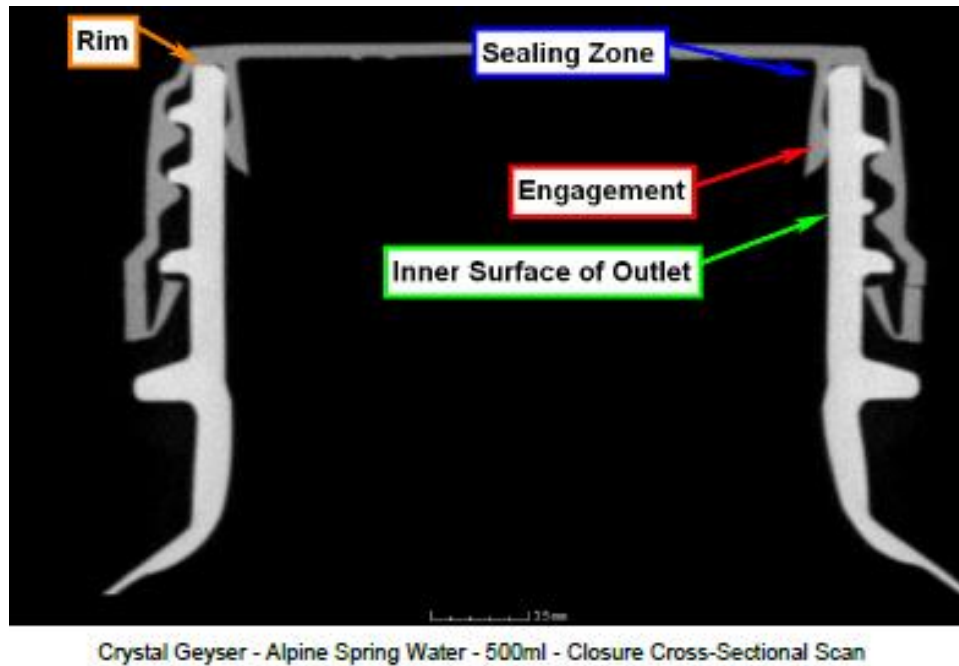 Rim
Sealing Zone
Engagement
Inner Surface of Outlet
Crystal Geyser - Alpine Spring Water - 500ml - Closure Cross-Sectional Scan